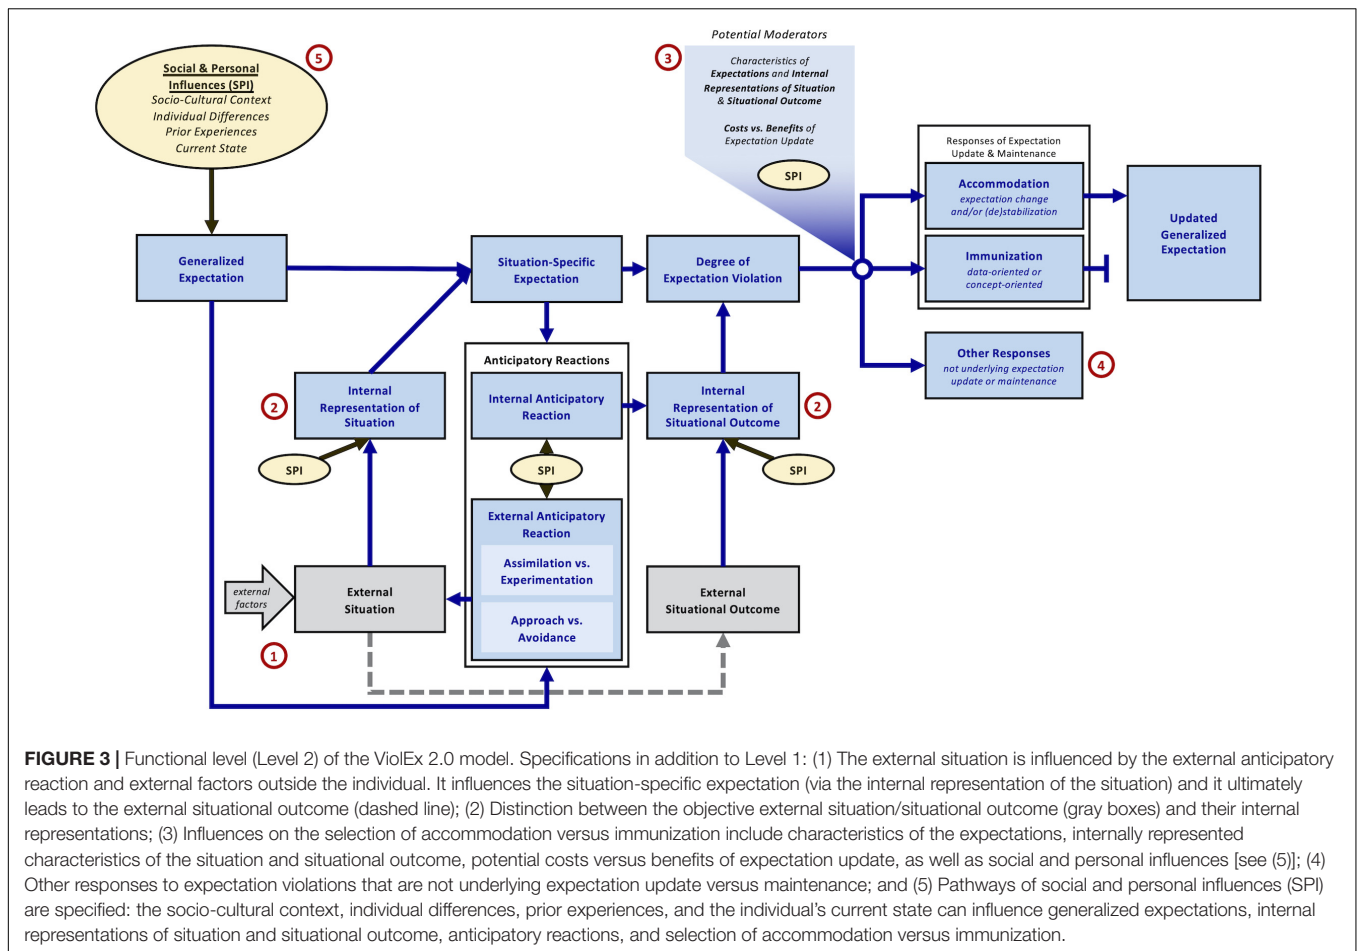 Social & Personal
Influences (SPI)
Socio-Cultural Context
Individual Differences
Prior Experiences
Current State
5
Potential Moderators
3
Characteristics of
Expectations and Internal
Representations of Situation
& Situational Outcome
Costs vs. Benefits of
Expectation Update
SPI
Responses of Expectation
Update & Maintenance
Accommodation
expectation change
and/or (de)stabilization
Immunization
data-oriented or
concept-oriented
Updated
Generalized
Expectation
Other Responses
not underlying expectation
update or maintenance
4
Generalized
Expectation
Situation-Specific
Expectation
Degree of
Expectation Violation
Anticipatory Reactions
2
Internal
Representation of
Situation
Internal Anticipatory
Reaction
Internal
Representation of
Situational Outcome
2
SPI
SPI
SPI
External Anticipatory
Reaction
Assimilation vs.
Experimentation
Approach vs.
Avoidance
external
factors
External
Situation
External
Situational Outcome
1
FIGURE 3 | Functional level (Level 2) of the ViolEx 2.0 model. Specifications in addition to Level 1: (1) The external situation is influenced by the external anticipatory
reaction and external factors outside the individual. It influences the situation-specific expectation (via the internal representation of the situation) and it ultimately
leads to the external situational outcome (dashed line); (2) Distinction between the objective external situation/situational outcome (gray boxes) and their internal
representations; (3) Influences on the selection of accommodation versus immunization include characteristics of the expectations, internally represented
characteristics of the situation and situational outcome, potential costs versus benefits of expectation update, as well as social and personal influences [see (5)]; (4)
Other responses to expectation violations that are not underlying expectation update versus maintenance; and (5) Pathways of social and personal influences (SPI)
are specified: the socio-cultural context, individual differences, prior experiences, and the individual's current state can influence generalized expectations, internal
representations of situation and situational outcome, anticipatory reactions, and selection of accommodation versus immunization.